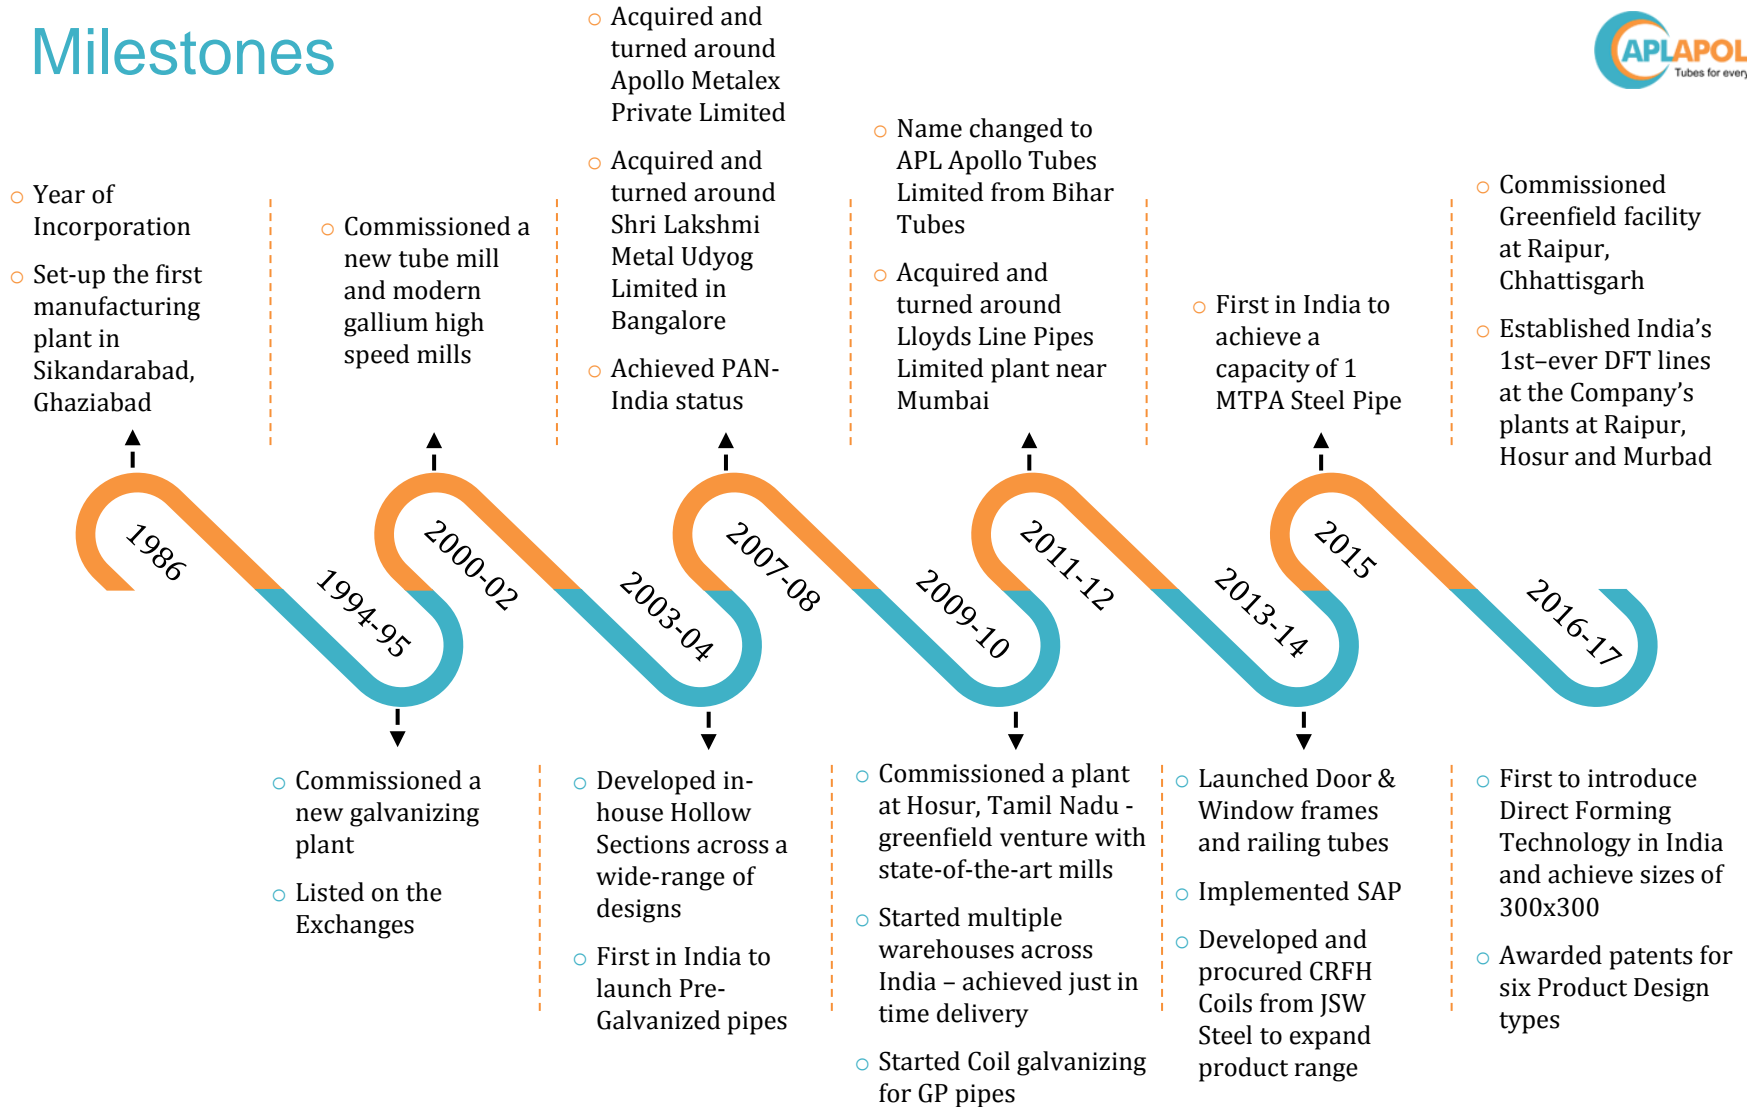 Milestones
APLAPOL
Tubes for every
Year of
Incorporation
Set-up the first
manufacturing
plant in
Sikandarabad,
Ghaziabad
Commissioned a
new tube mill
and modern
gallium high
speed mills
Acquired and
turned around
Apollo Metalex
Private Limited
Acquired and
turned around
Shri Lakshmi
Metal Udyog
Limited in
Bangalore
Achieved PAN-
India status
Name changed to
APL Apollo Tubes
Limited from Bihar
Tubes
Acquired and
turned around
Lloyds Line Pipes
Limited plant near
Mumbai
First in India to
achieve a
capacity of 1
MTPA Steel Pipe
Commissioned
Greenfield facility
at Raipur,
Chhattisgarh
Established India’s
1st–ever DFT lines
at the Company’s
plants at Raipur,
Hosur and Murbad
1986
1994-95
2000-02
2003-04
2007-08
2009-10
2011-12
2013-14
2015
2016-17
Commissioned a
new galvanizing
plant
Listed on the
Exchanges
Developed in-
house Hollow
Sections across a
wide-range of
designs
First in India to
launch Pre-
Galvanized pipes
Commissioned a plant
at Hosur, Tamil Nadu -
greenfield venture with
state-of-the-art mills
Started multiple
warehouses across
India – achieved just in
time delivery
Started Coil galvanizing
for GP pipes
Launched Door &
Window frames
and railing tubes
Implemented SAP
Developed and
procured CRFH
Coils from JSW
Steel to expand
product range
First to introduce
Direct Forming
Technology in India
and achieve sizes of
300x300
Awarded patents for
six Product Design
types